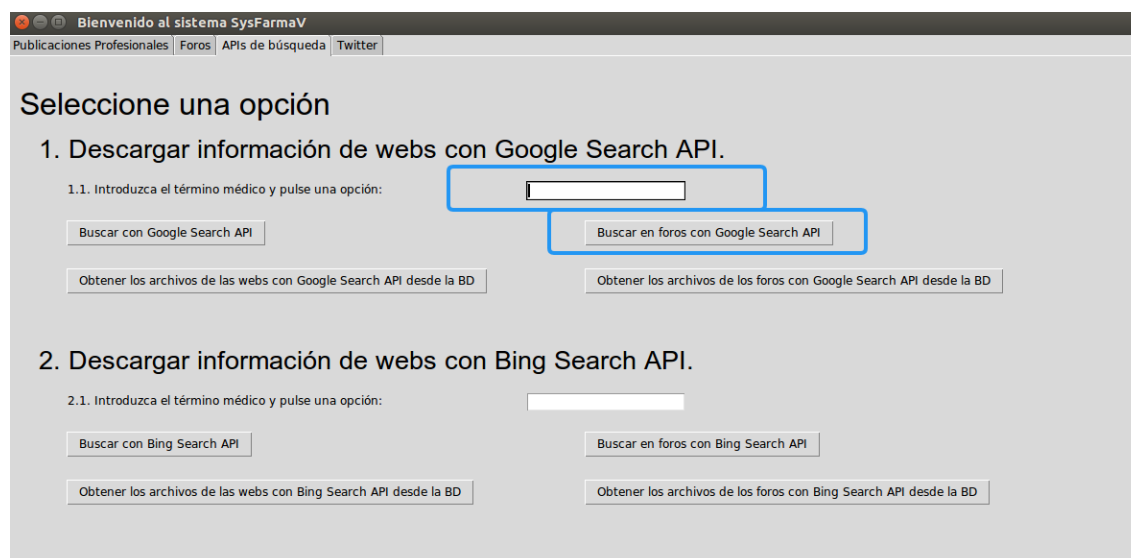 Bienvenido al sistema SysFarmaV
Publicaciones Profesionales Foros APIs de búsqueda Twitter
Seleccione una opción
1. Descargar información de webs con Google Search API.
1.1. Introduzca el término médico y pulse una opción:
Buscar con Google Search API Buscar en foros con Google Search API
Obtener los archivos de las webs con Google Search API desde la BD Obtener los archivos de los foros con Google Search API desde la BD
2. Descargar información de webs con Bing Search API.
2.1. Introduzca el término médico y pulse una opción:
Buscar con Bing Search API Buscar en foros con Bing Search API
Obtener los archivos de las webs con Bing Search API desde la BD Obtener los archivos de los foros con Bing Search API desde la BD